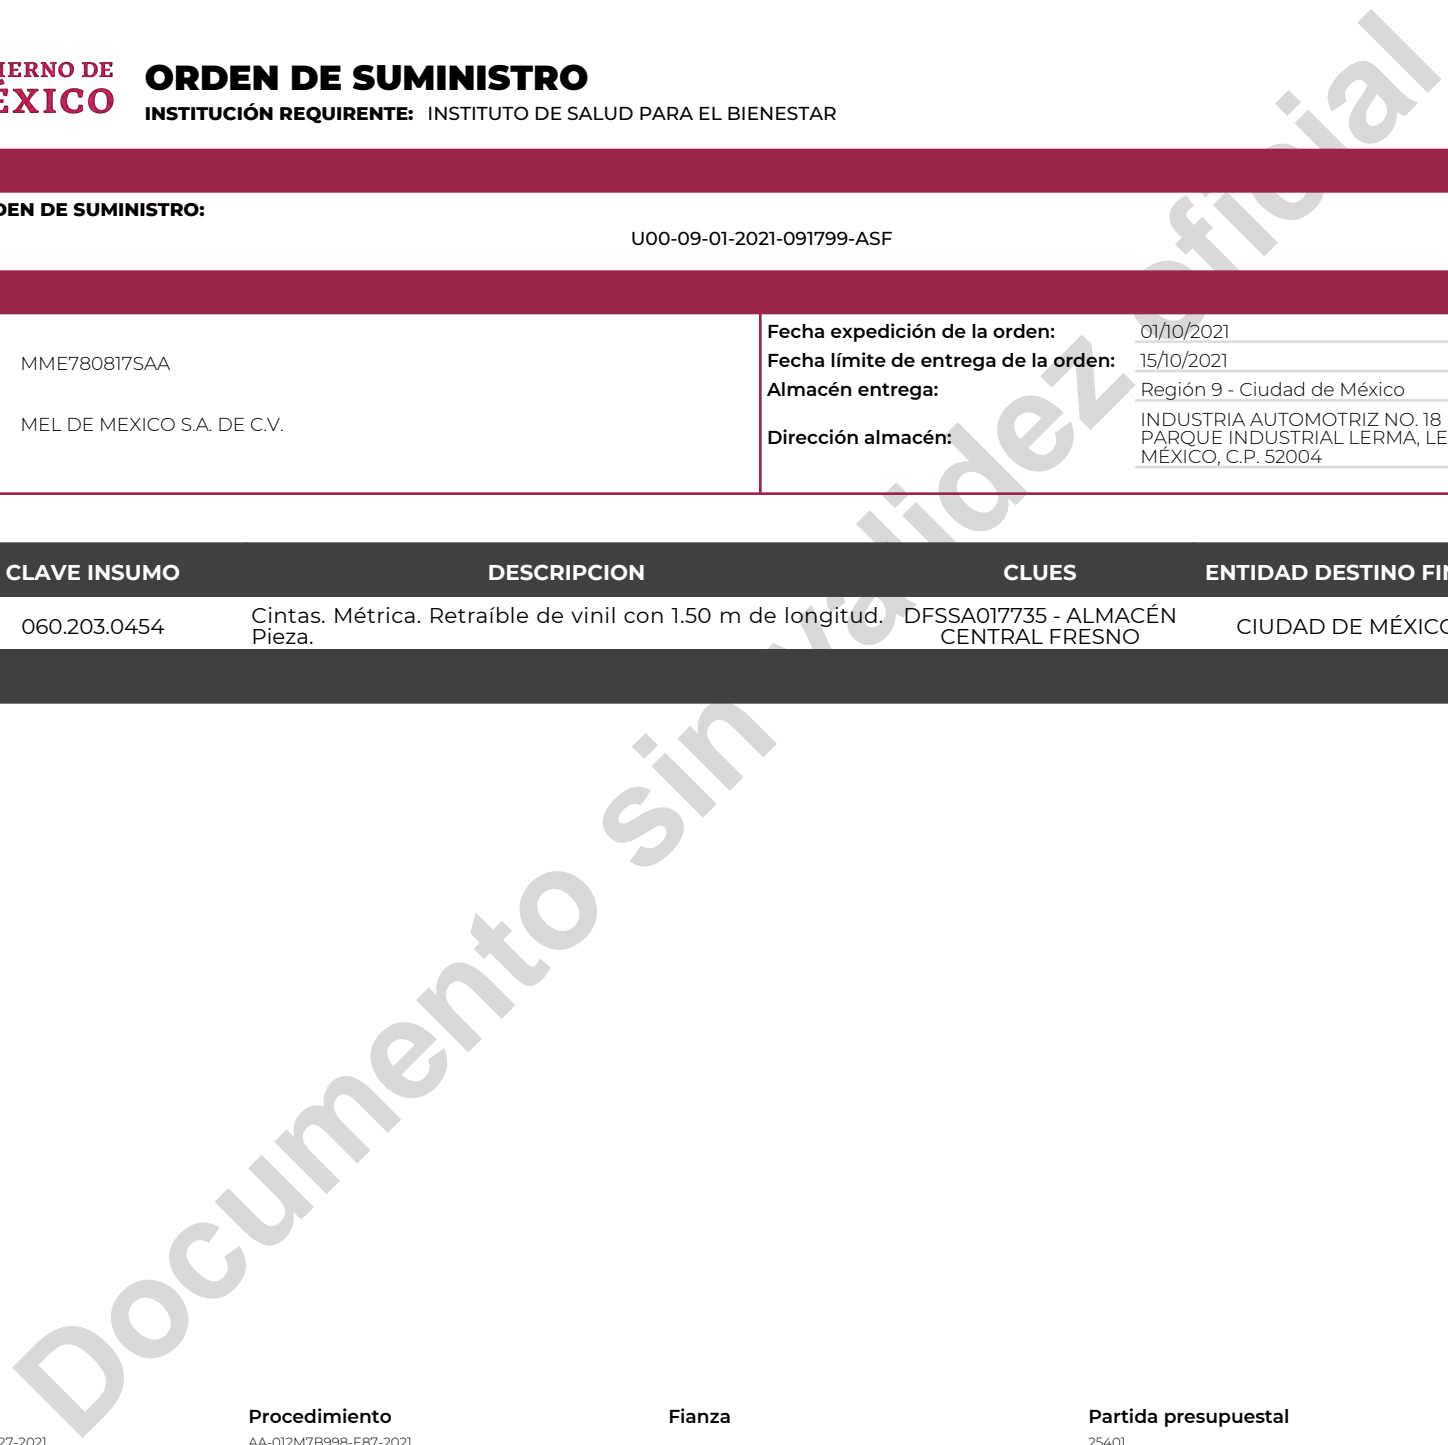 IERNO DE
ÉXICO
ORDEN DE SUMINISTRO
INSTITUCIÓN REQUIRENTE: INSTITUTO DE SALUD PARA EL BIENESTAR
DEN DE SUMINISTRO:
U00-09-01-2021-091799-ASF
MME780817SAA
MEL DE MEXICO S.A. DE C.V.
Fecha expedición de la orden: 01/10/2021
Fecha límite de entrega de la orden: 15/10/2021
Almacén entrega: Región 9 - Ciudad de México
Dirección almacén: INDUSTRIA AUTOMOTRIZ NO. 18
PARQUE INDUSTRIAL LERMA, LE
MÉXICO, C.P. 52004
CLAVE INSUMO DESCRIPCION CLUES ENTIDAD DESTINO FIN
060.203.0454 Cintas. Métrica. Retraíble de vinil con 1.50 m de longitud. DFSSA017735 - ALMACÉN CIUDAD DE MÉXICO
Pieza. CENTRAL FRESNO
Documento sin validez oficial
Procedimiento Fianza Partida presupuestal
27-2021 AA-012M7B998-E87-2021 25401